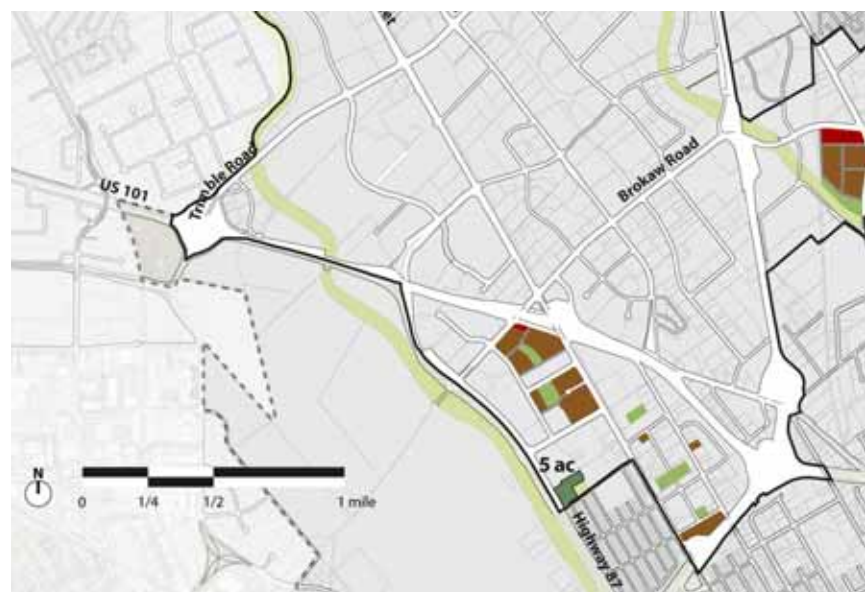 US 101
Trimble Road
Brokaw Road
5 ac
Highway 87
N
0 1/4 1/2 1 mile